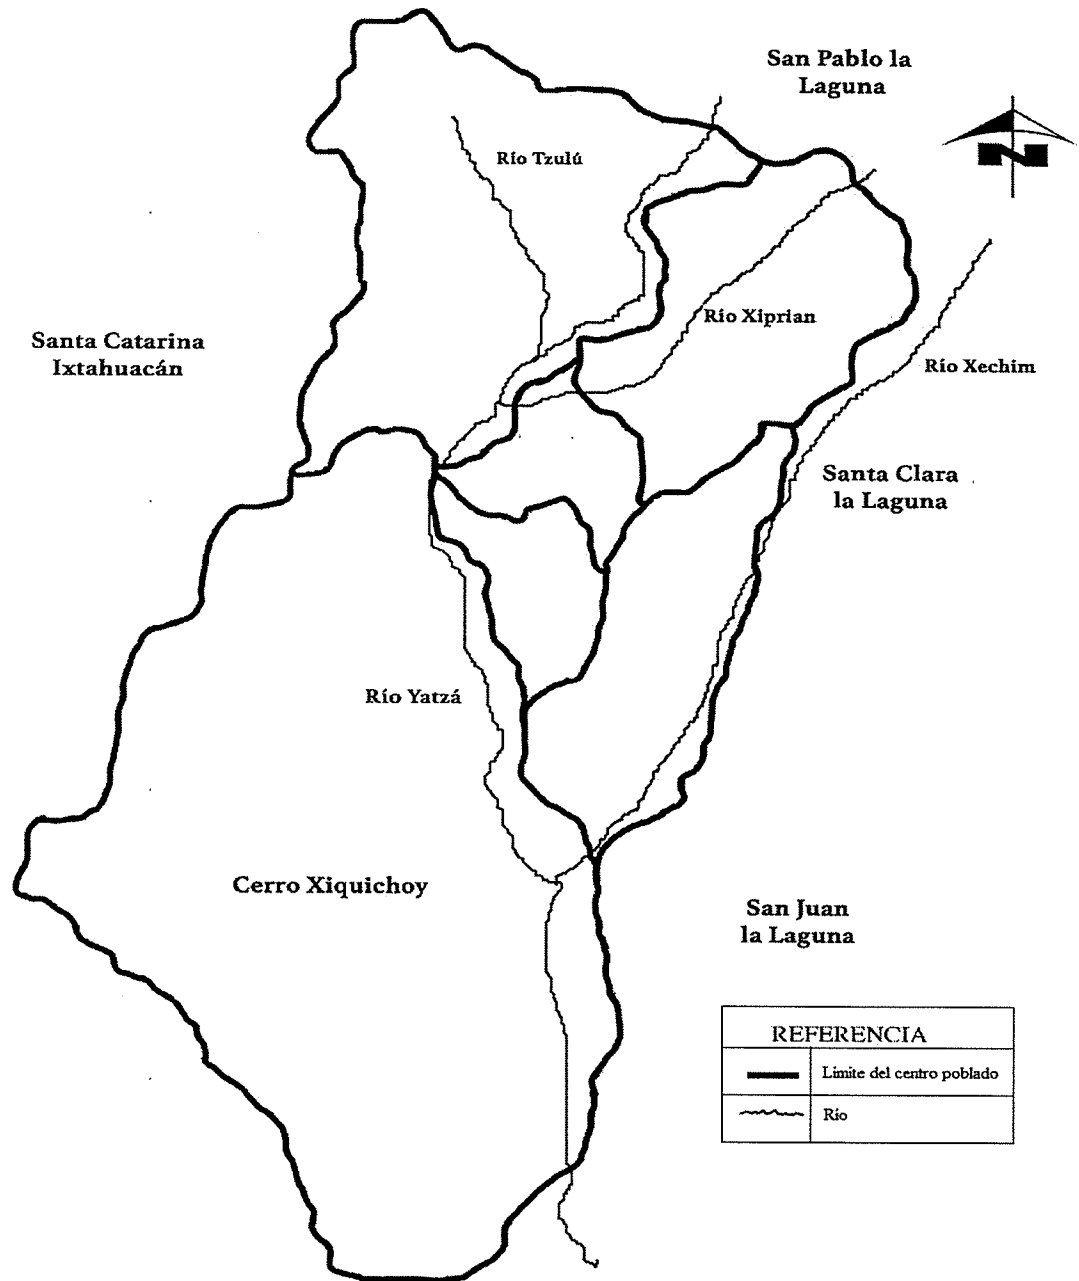 San Pablo la
Laguna
N
Río Tzulú
Río Xiprian
Santa Catarina
Ixtahuacán
Río Xechim
Santa Clara
la Laguna
Río Yatzá
Cerro Xiquichoy
San Juan
la Laguna
REFERENCIA
Límite del centro poblado
Río